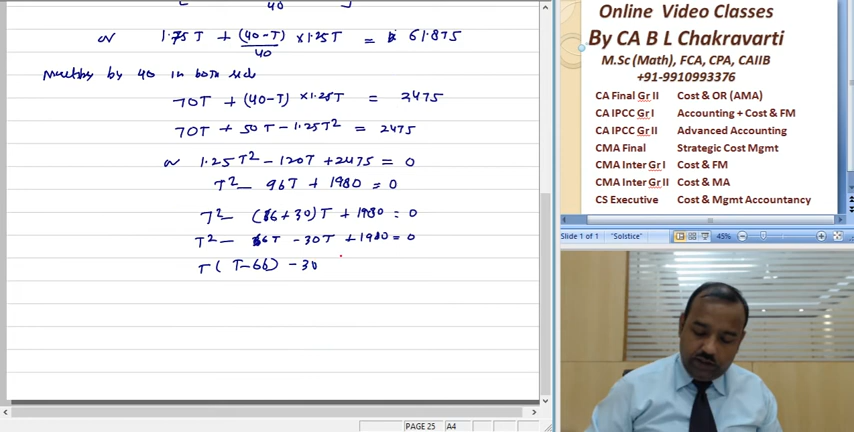 40
or 1.75 T + (40-T)/40 × 1.25T = 61.875
Multiply by 40 in both side
70T + (40-T) × 1.25T = 2475
70T + 50T - 1.25T² = 2475
or 1.25T² - 120T + 2475 = 0
T² - 96T + 1980 = 0
T² - (66+30)T + 1980 = 0
T² - 66T - 30T + 1980 = 0
T (T-66) - 30
PAGE 25 A4
Online Video Classes
By CA B L Chakravarti
M.Sc (Math), FCA, CPA, CAIIB
+91-9910993376
CA Final Gr II Cost & OR (AMA)
CA IPCC Gr I Accounting + Cost & FM
CA IPCC Gr II Advanced Accounting
CMA Final Strategic Cost Mgmt
CMA Inter Gr I Cost & FM
CMA Inter Gr II Cost & MA
CS Executive Cost & Mgmt Accountancy
Slide 1 of 1 "Solstice" 45%